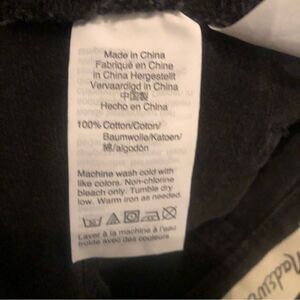 Made in China
Fabriqué en Chine
in China Hergestellt
Vervaardigd in China
中国製
Hecho en China
100% Cotton/Coton/
Baumwolle/Katoen/
綿/algodón
Machine wash cold with
like colors. Non-chlorine
bleach only. Tumble dry
low. Warm iron as needed.
Laver à la machine à l'eau
froide avec des couleurs